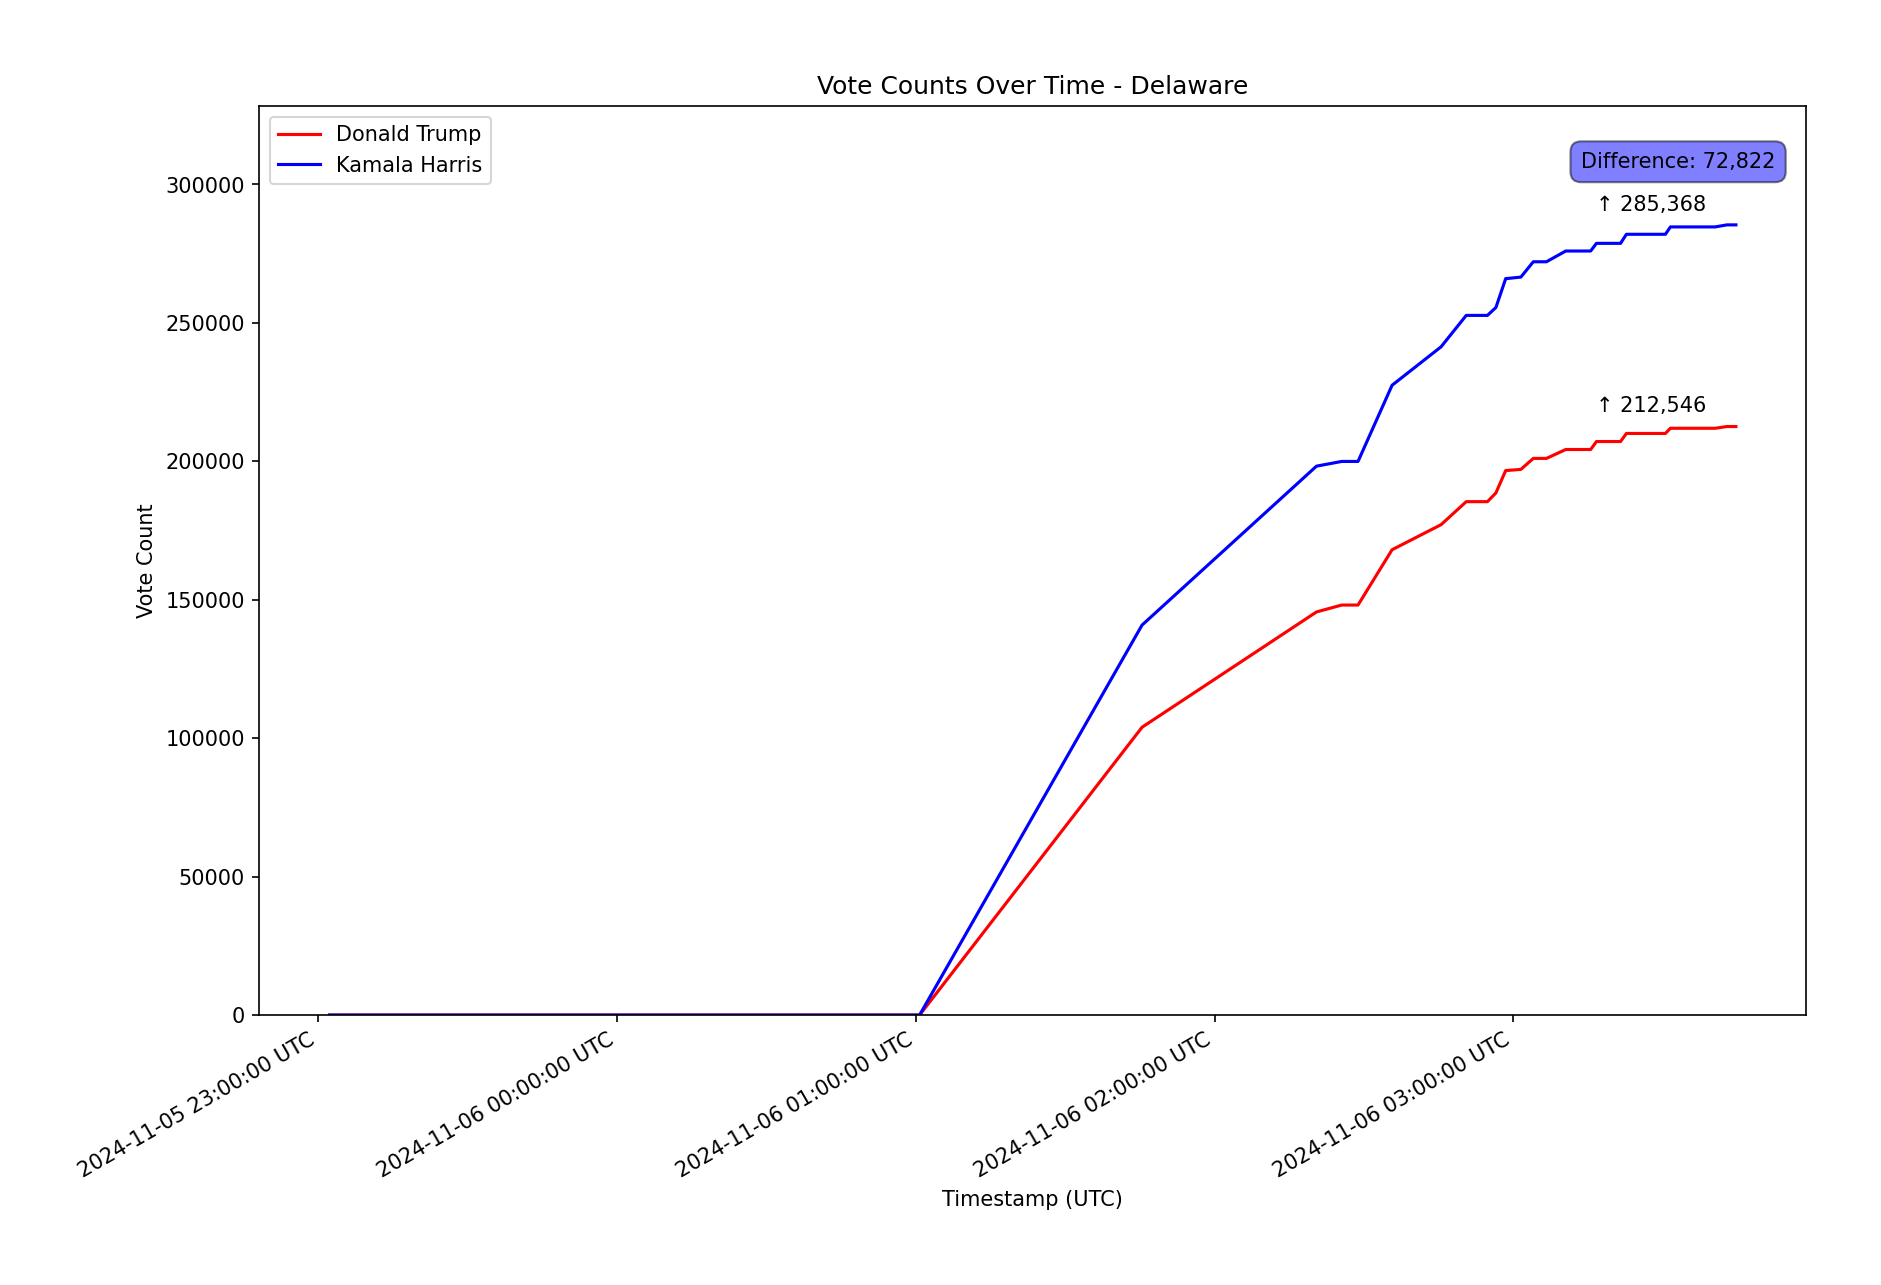 Vote Counts Over Time - Delaware
Donald Trump
Kamala Harris
Difference: 72,822
↑ 285,368
↑ 212,546
Vote Count
300000
250000
200000
150000
100000
50000
0
2024-11-05 23:00:00 UTC
2024-11-06 00:00:00 UTC
2024-11-06 01:00:00 UTC
2024-11-06 02:00:00 UTC
2024-11-06 03:00:00 UTC
Timestamp (UTC)